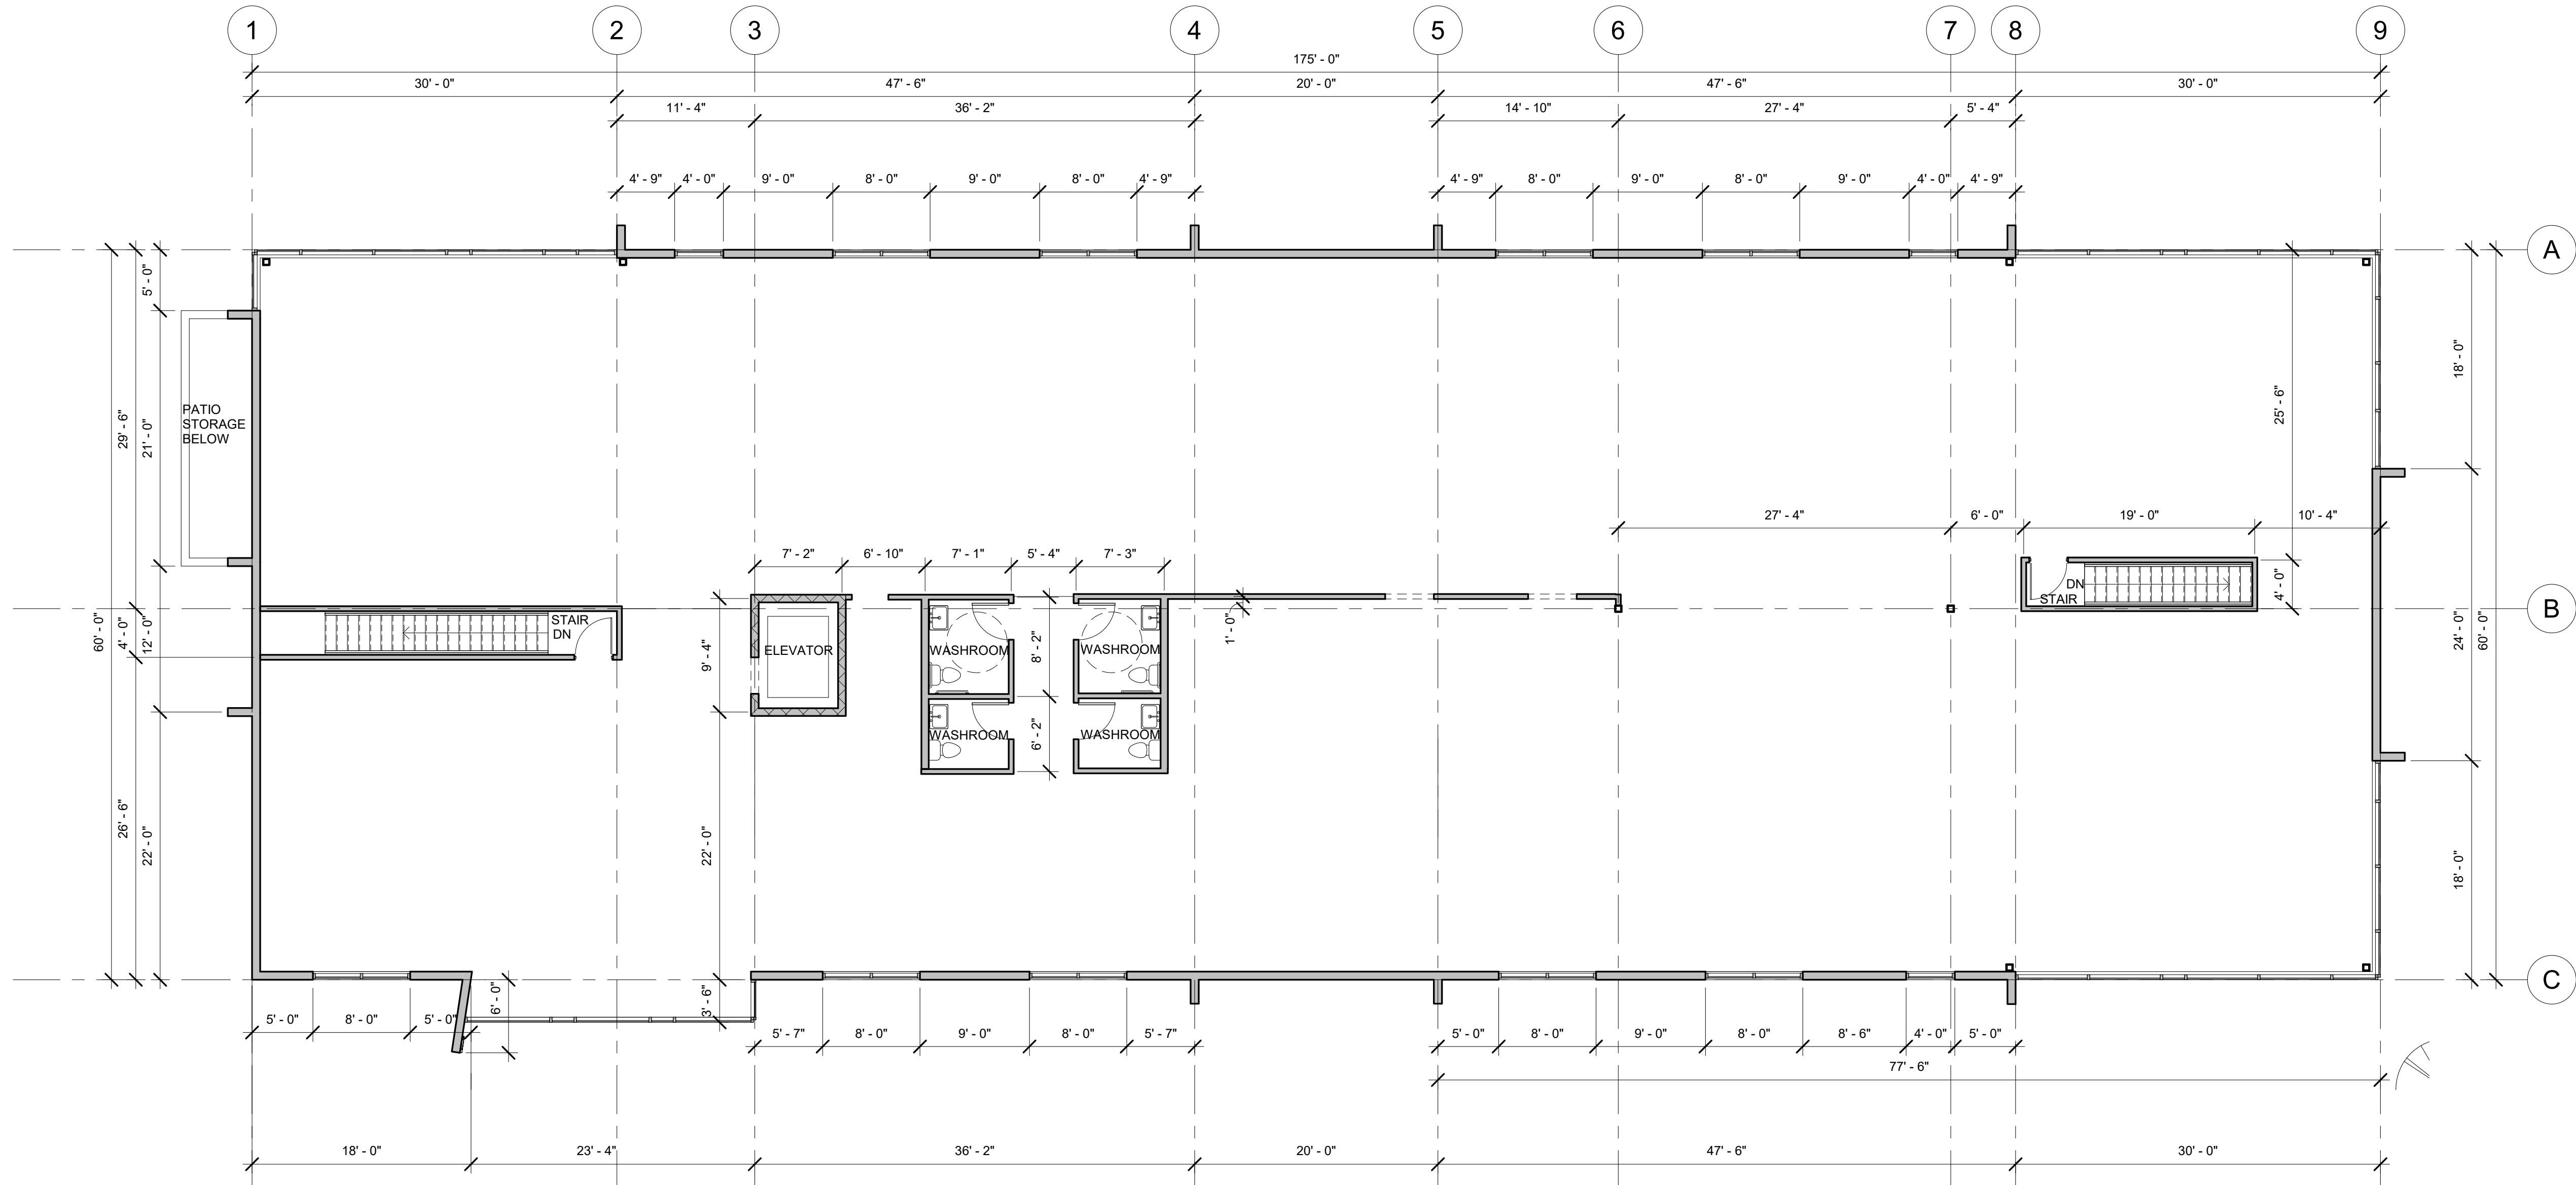 1 2 3 4 5 6 7 8 9
175' - 0"
30' - 0" 47' - 6" 20' - 0" 47' - 6" 30' - 0"
11' - 4" 36' - 2" 14' - 10" 27' - 4" 5' - 4"
4' - 9" 4' - 0" 9' - 0" 8' - 0" 9' - 0" 8' - 0" 4' - 9" 4' - 9" 8' - 0" 9' - 0" 8' - 0" 9' - 0" 4' - 0" 4' - 9"
A
5' - 0"
18' - 0"
25' - 6"
PATIO
STORAGE
BELOW
29' - 6"
21' - 0"
27' - 4" 6' - 0" 19' - 0" 10' - 4"
7' - 2" 6' - 10" 7' - 1" 5' - 4" 7' - 3"
DN
STAIR
4' - 0"
B
STAIR
DN
60' - 0"
4' - 0"
12' - 0"
9' - 4"
ELEVATOR
WASHROOM
8' - 2"
WASHROOM
1' - 0"
24' - 0"
60' - 0"
WASHROOM
6' - 2"
WASHROOM
26' - 6"
22' - 0"
22' - 0"
18' - 0"
C
6' - 0"
3' - 6"
5' - 0" 8' - 0" 5' - 0"
5' - 7" 8' - 0" 9' - 0" 8' - 0" 5' - 7" 5' - 0" 8' - 0" 9' - 0" 8' - 0" 8' - 6" 4' - 0" 5' - 0"
77' - 6"
18' - 0" 23' - 4" 36' - 2" 20' - 0" 47' - 6" 30' - 0"